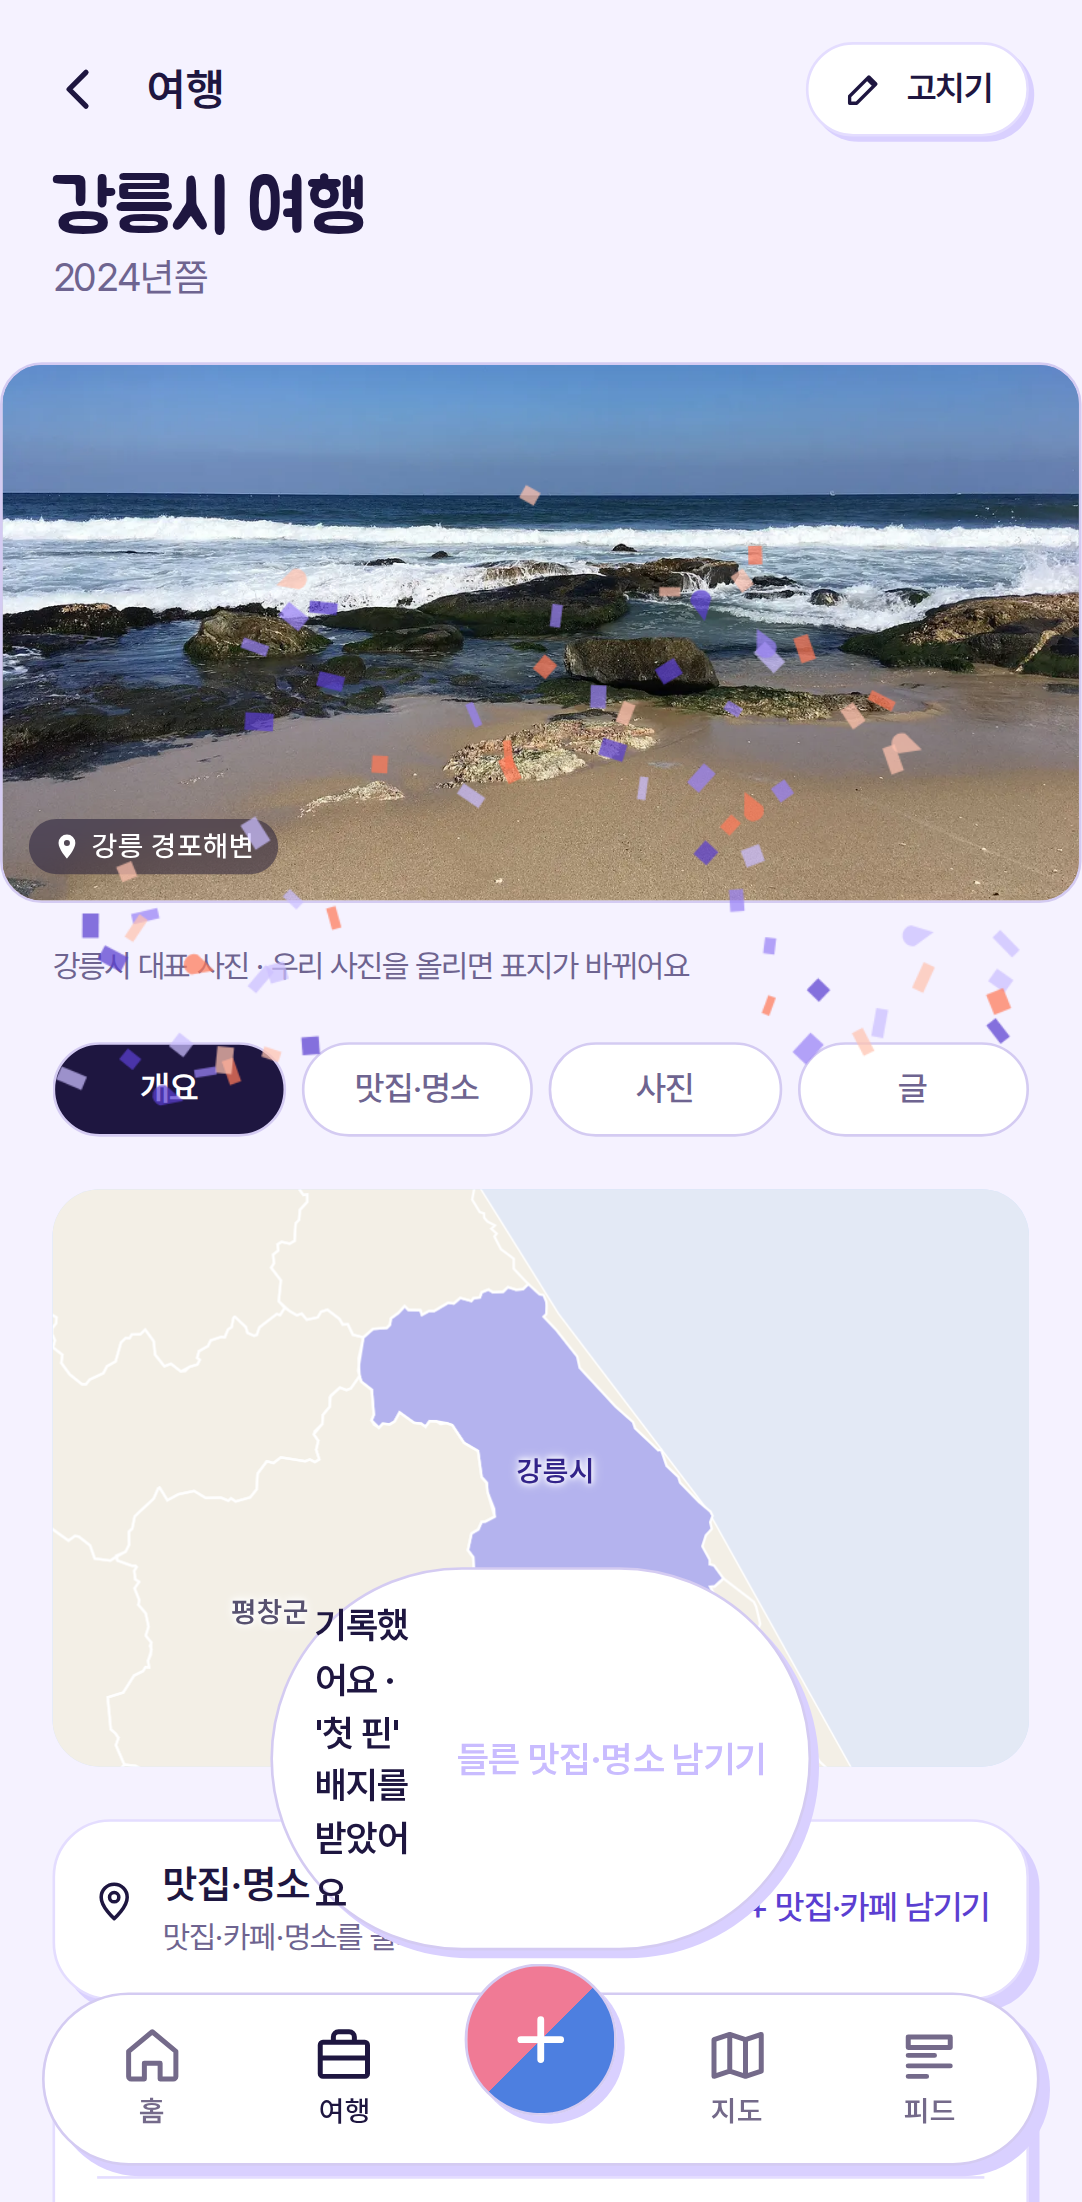 여행
고치기
강릉시 여행
2024년쯤
강릉 경포해변
강릉시 대표 사진 · 우리 사진을 올리면 표지가 바뀌어요
개요
맛집·명소
사진
글
강릉시
평창군
기록했
어요 ·
'첫 핀'
배지를
받았어
요
들른 맛집·명소 남기기
맛집·명소
맛집·카페·명소를
+ 맛집·카페 남기기
홈
여행
지도
피드